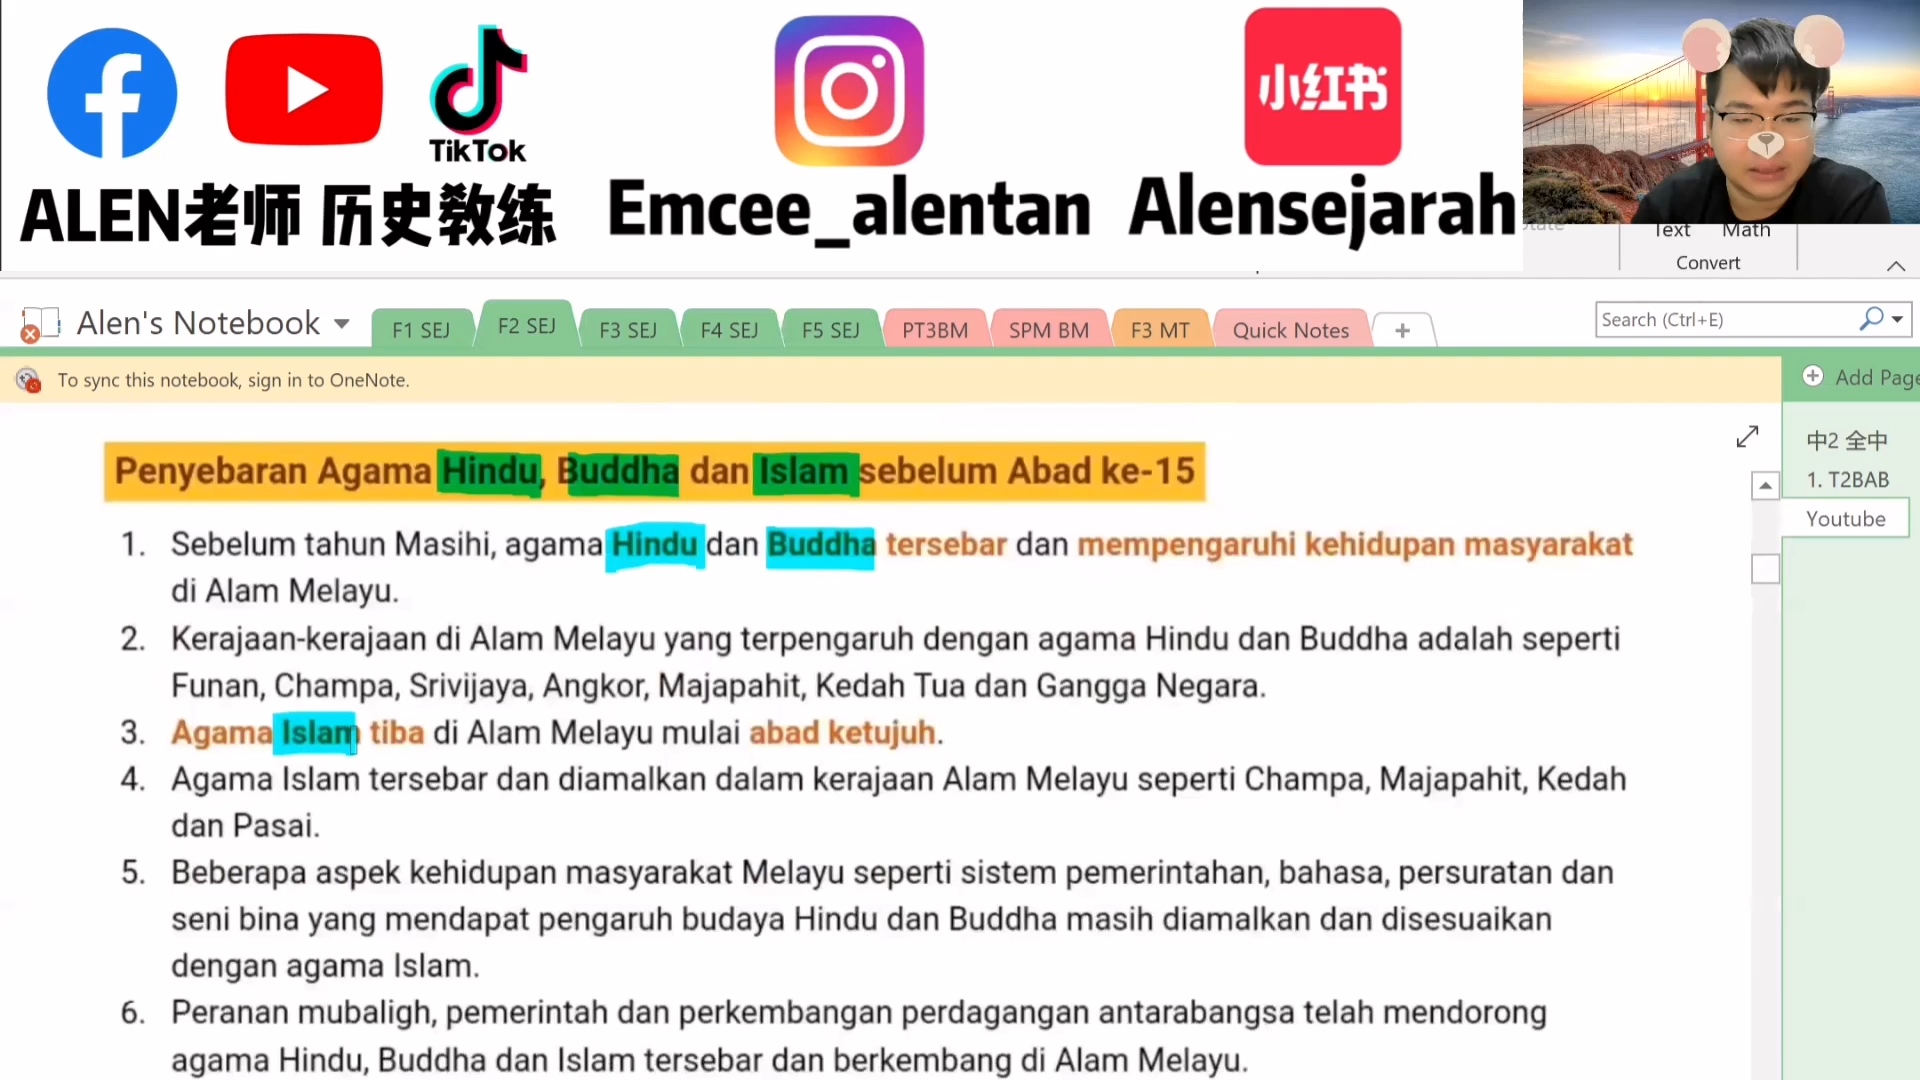 TikTok
小红书
ALEN老师 历史教练
Emcee_alentan
Alensejarah
Text
Math
Convert
Alen's Notebook
F1 SEJ
F2 SEJ
F3 SEJ
F4 SEJ
F5 SEJ
PT3BM
SPM BM
F3 MT
Quick Notes
Search (Ctrl+E)
To sync this notebook, sign in to OneNote.
Add Page
中2 全中
1. T2BAB
Youtube
Penyebaran Agama Hindu, Buddha dan Islam sebelum Abad ke-15
1. Sebelum tahun Masihi, agama Hindu dan Buddha tersebar dan mempengaruhi kehidupan masyarakat
di Alam Melayu.
2. Kerajaan-kerajaan di Alam Melayu yang terpengaruh dengan agama Hindu dan Buddha adalah seperti
Funan, Champa, Srivijaya, Angkor, Majapahit, Kedah Tua dan Gangga Negara.
3. Agama Islam tiba di Alam Melayu mulai abad ketujuh.
4. Agama Islam tersebar dan diamalkan dalam kerajaan Alam Melayu seperti Champa, Majapahit, Kedah
dan Pasai.
5. Beberapa aspek kehidupan masyarakat Melayu seperti sistem pemerintahan, bahasa, persuratan dan
seni bina yang mendapat pengaruh budaya Hindu dan Buddha masih diamalkan dan disesuaikan
dengan agama Islam.
6. Peranan mubaligh, pemerintah dan perkembangan perdagangan antarabangsa telah mendorong
agama Hindu, Buddha dan Islam tersebar dan berkembang di Alam Melayu.